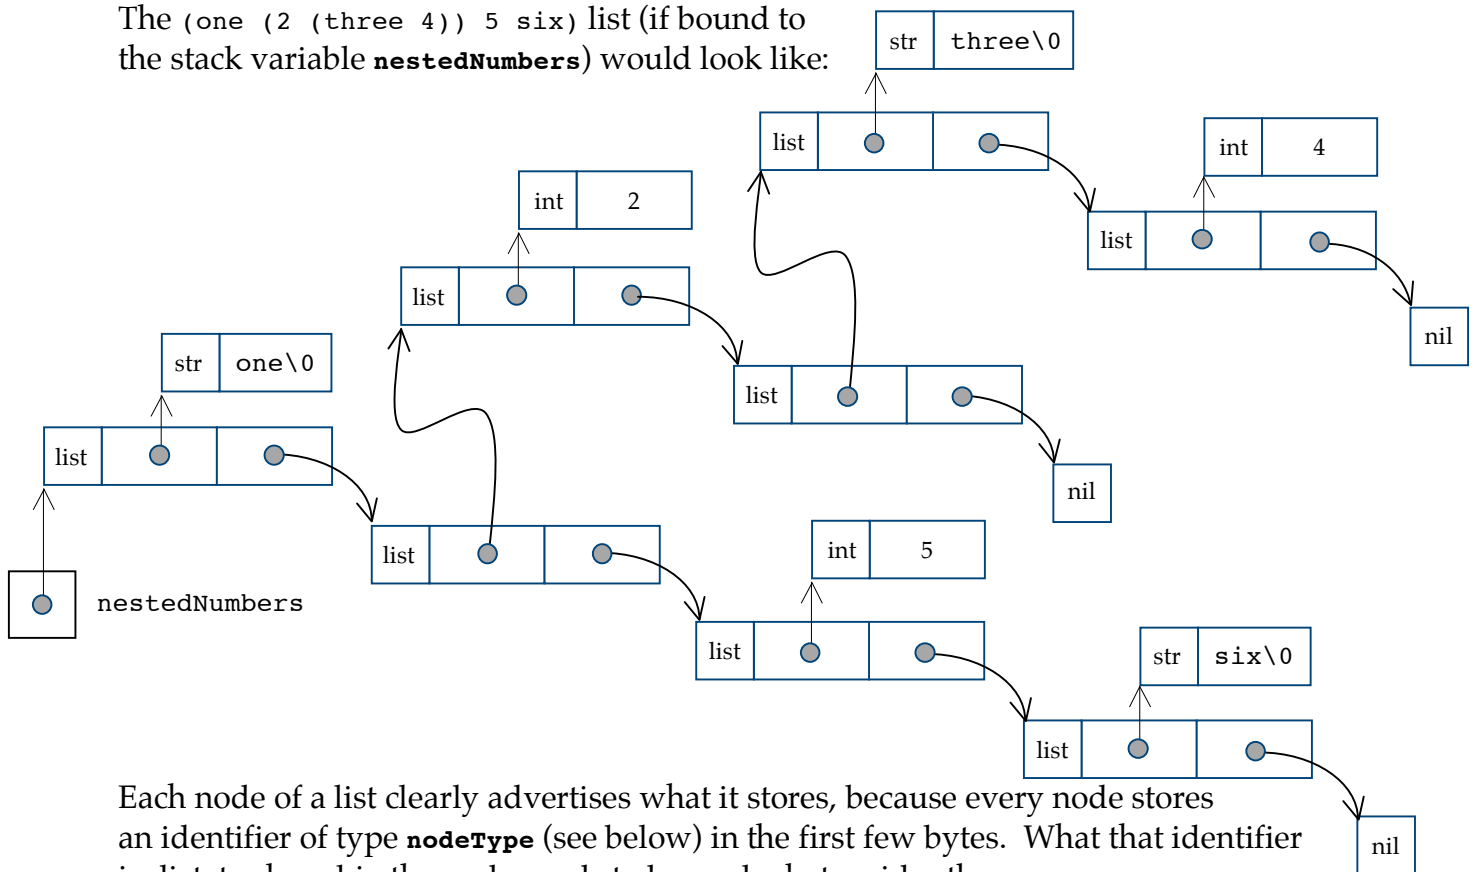 The (one (2 (three 4)) 5 six) list (if bound to
the stack variable nestedNumbers) would look like:
str three\0
list
int 4
int 2
list
list
nil
str one\0
list
list
nil
list
int 5
nestedNumbers
list
str six\0
list
Each node of a list clearly advertises what it stores, because every node stores
an identifier of type nodeType (see below) in the first few bytes. What that identifier
nil